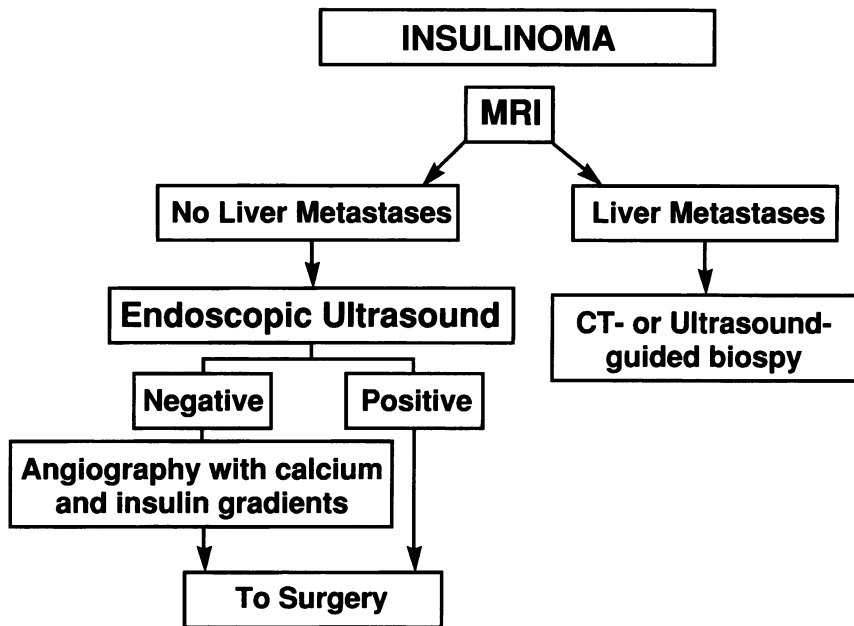 INSULINOMA
MRI
No Liver Metastases
Liver Metastases
Endoscopic Ultrasound
CT- or Ultrasound-
guided biospy
Negative
Positive
Angiography with calcium
and insulin gradients
To Surgery